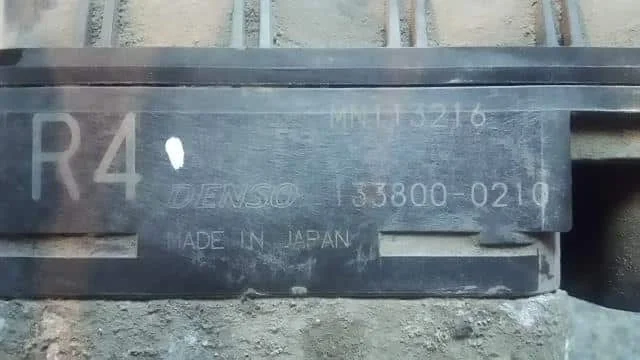 MN113216
R4
DENSO 133800-0210
MADE IN JAPAN